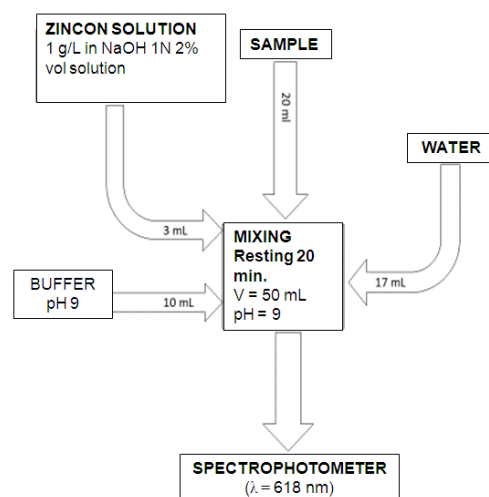 ZINCON SOLUTION
1 g/L in NaOH 1N 2%
vol solution
SAMPLE
20 ml
WATER
3 mL
MIXING
Resting 20
min.
V = 50 mL
pH = 9
BUFFER
pH 9
10 mL
17 mL
SPECTROPHOTOMETER
(λ = 618 nm)